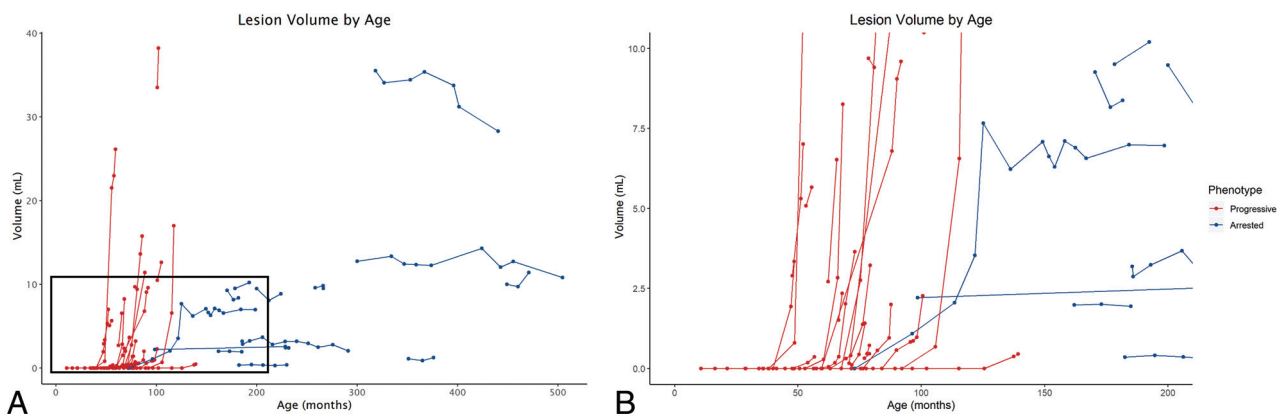 Lesion Volume by Age
40
30
20
10
0
Volume (mL)
0 100 200 300 400 500
Age (months)
A
Lesion Volume by Age
10.0
7.5
5.0
2.5
0.0
Volume (mL)
0 50 100 150 200
Age (months)
B
Phenotype
Progressive
Arrested